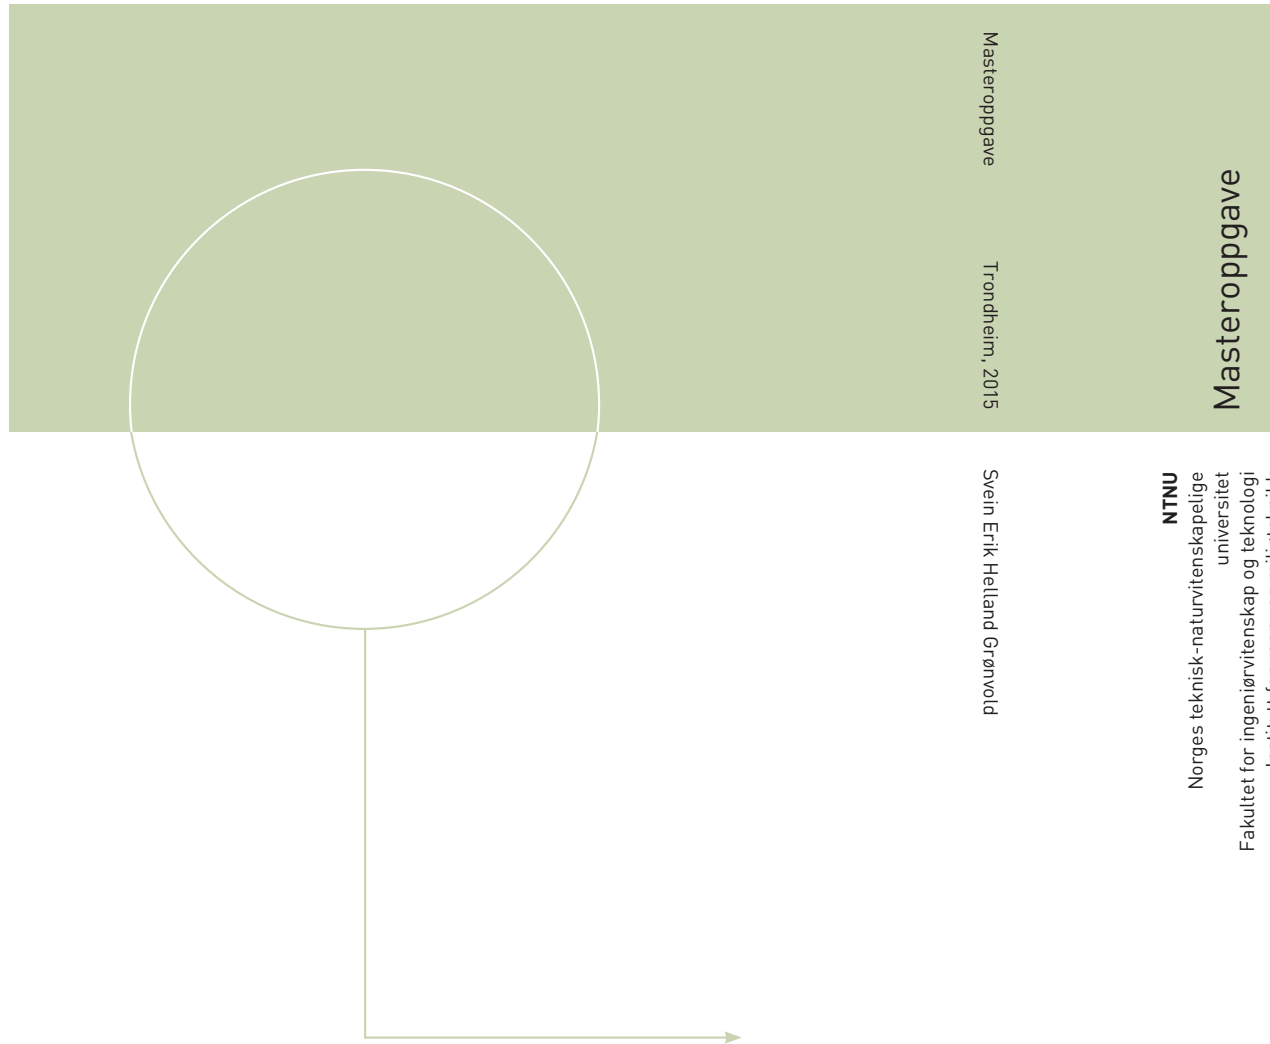 Masteroppgave
Trondheim, 2015
Svein Erik Helland Grønvold
Masteroppgave
NTNU
Norges teknisk-naturvitenskapelige
universitet
Fakultet for ingeniørvitenskap og teknologi